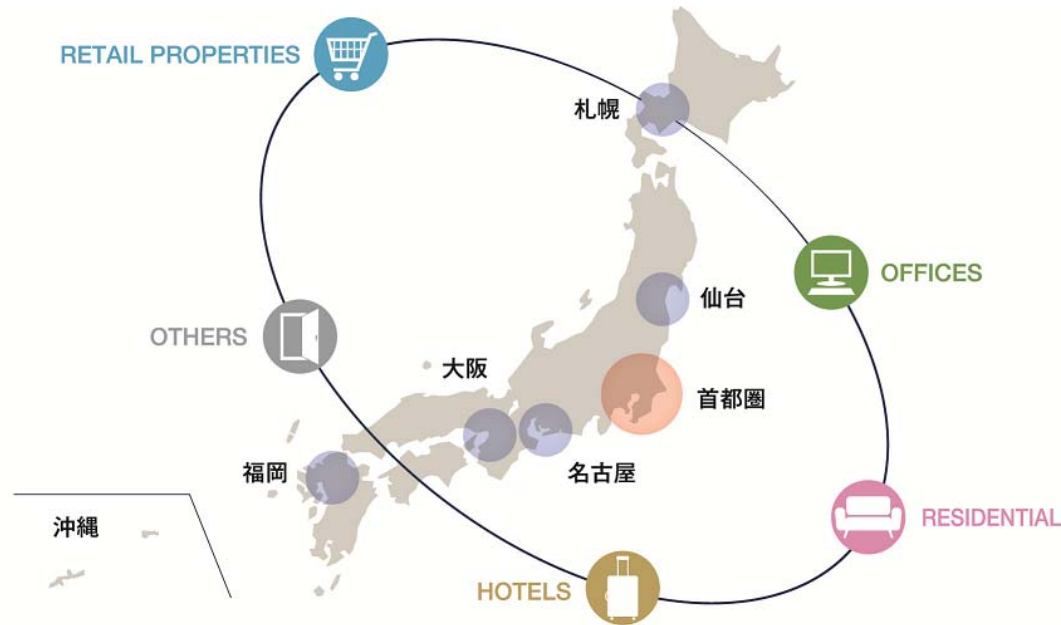 RETAIL PROPERTIES
札幌
OFFICES
仙台
OTHERS
大阪
首都圏
福岡
名古屋
沖縄
RESIDENTIAL
HOTELS